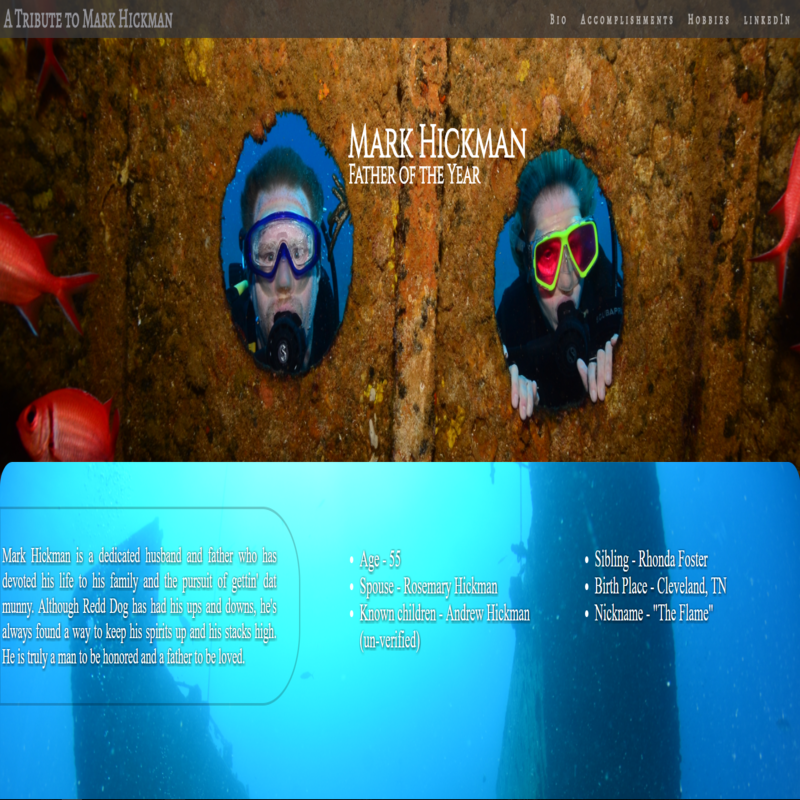 A Tribute to Mark Hickman
Bio Accomplishments Hobbies linkedIn
Mark Hickman
Father of the Year
Mark Hickman is a dedicated husband and father who has
devoted his life to his family and the pursuit of gettin' dat
munny. Although Redd Dog has had his ups and downs, he's
always found a way to keep his spirits up and his stacks high.
He is truly a man to be honored and a father to be loved.
• Age - 55
• Spouse - Rosemary Hickman
• Known children - Andrew Hickman
(un-verified)
• Sibling - Rhonda Foster
• Birth Place - Cleveland, TN
• Nickname - "The Flame"